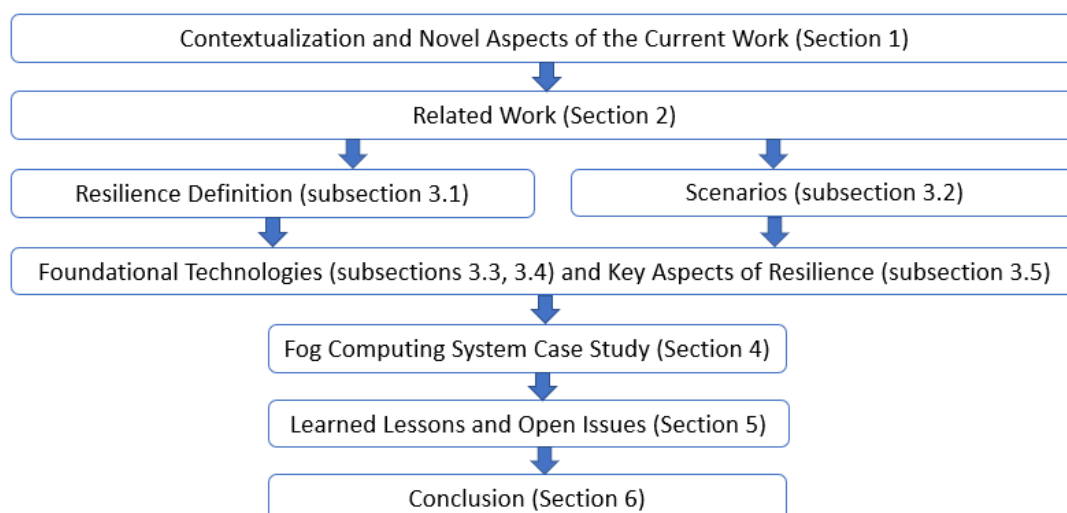 Contextualization and Novel Aspects of the Current Work (Section 1)
Related Work (Section 2)
Resilience Definition (subsection 3.1)
Scenarios (subsection 3.2)
Foundational Technologies (subsections 3.3, 3.4) and Key Aspects of Resilience (subsection 3.5)
Fog Computing System Case Study (Section 4)
Learned Lessons and Open Issues (Section 5)
Conclusion (Section 6)